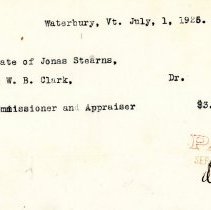 Waterbury, Vt. July, 1, 1926.
ate of Jonas Stearns,
W. B. Clark, Dr.
mmissioner and Appraiser $3.